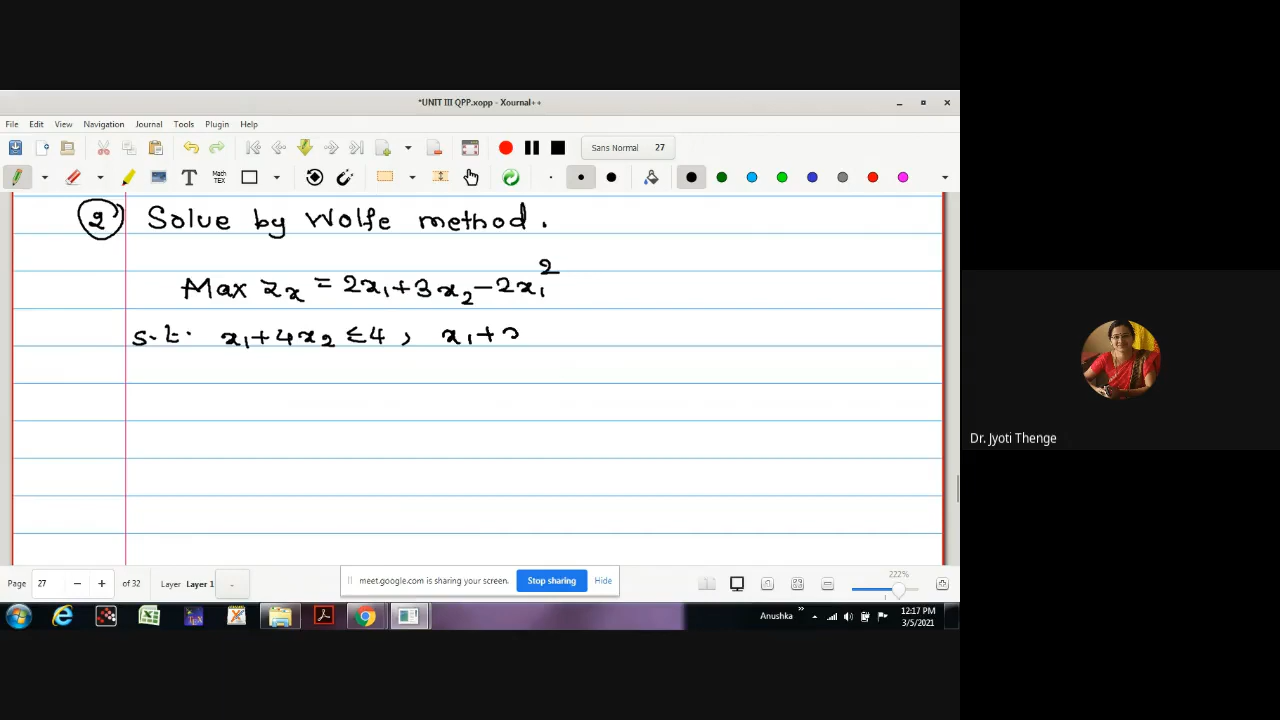 *UNIT III QPP.xopp - Xournal++
File Edit View Navigation Journal Tools Plugin Help
Sans Normal 27
Math TEX
2 Solve by Wolfe method.
Max Zx = 2x₁+3x₂-2x₁²
s.t. x₁+4x₂ ≤4, x₁+
Dr. Jyoti Thenge
Page 27 of 32 Layer Layer 1
meet.google.com is sharing your screen. Stop sharing Hide
222%
Anushka
12:17 PM
3/5/2021